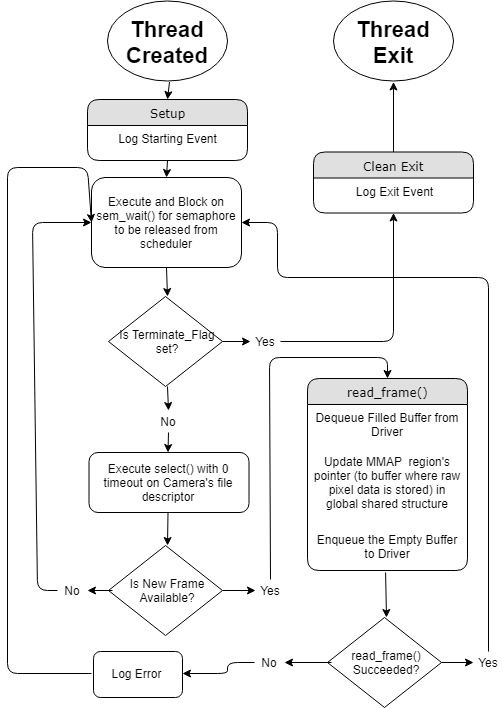 Thread
Created
Setup
Log Starting Event
Execute and Block on
sem_wait() for semaphore
to be released from
scheduler
Is Terminate_Flag
set?
Yes
Thread
Exit
Clean Exit
Log Exit Event
No
Execute select() with 0
timeout on Camera's file
descriptor
Is New Frame
Available?
No
Yes
read_frame()
Dequeue Filled Buffer from
Driver
Update MMAP region's
pointer (to buffer where raw
pixel data is stored) in
global shared structure
Enqueue the Empty Buffer
to Driver
read_frame()
Succeeded?
Yes
No
Log Error